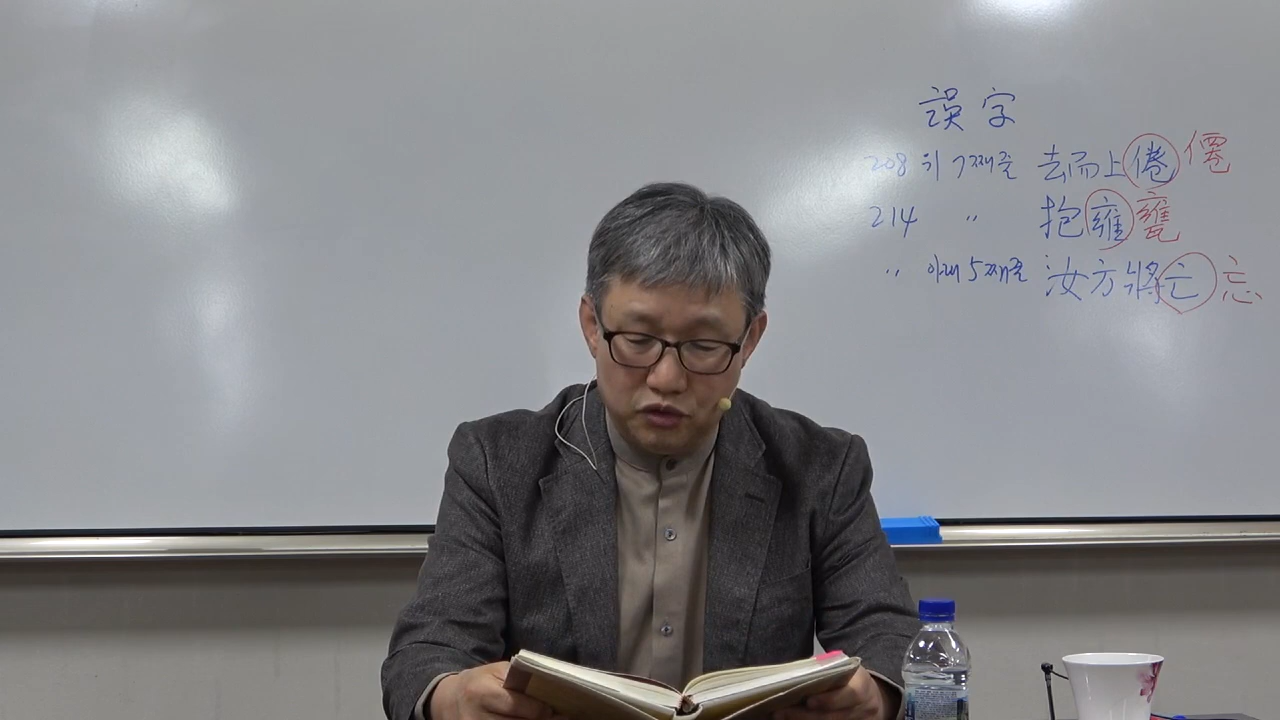 誤字
208 위 7째줄 去而上倦 僊
214 〃 抱雍 甕
〃 아래 5째줄 汝方將亡 忘